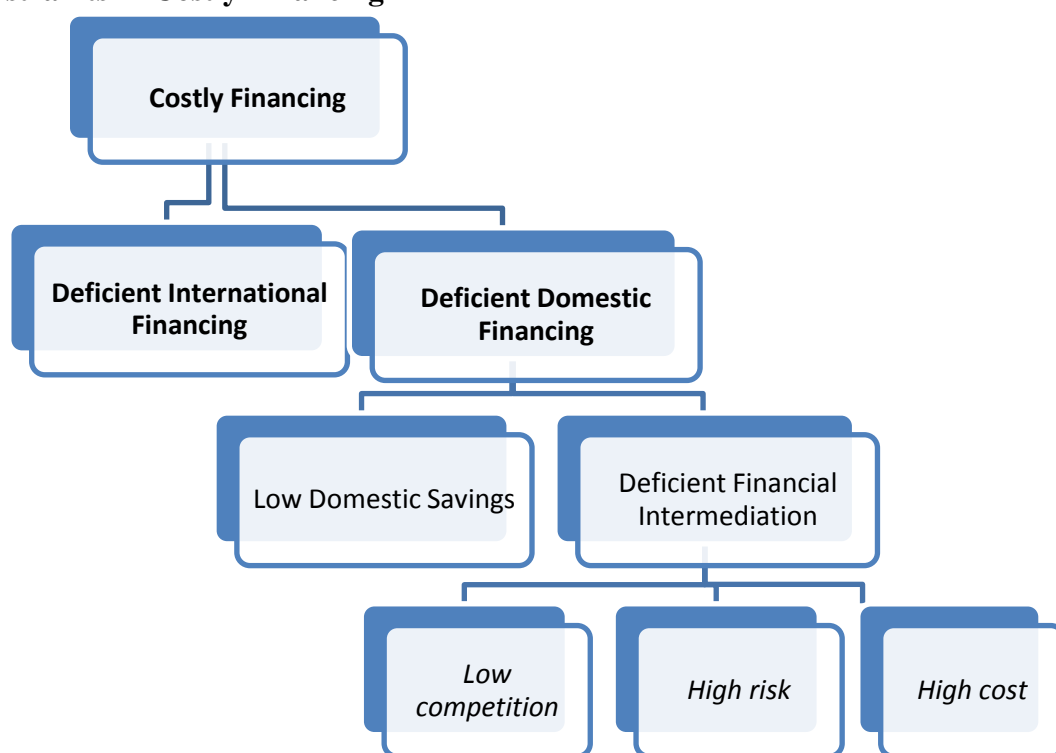 Costly Financing
Deficient International
Financing
Deficient Domestic
Financing
Low Domestic Savings
Deficient Financial
Intermediation
Low
competition
High risk
High cost